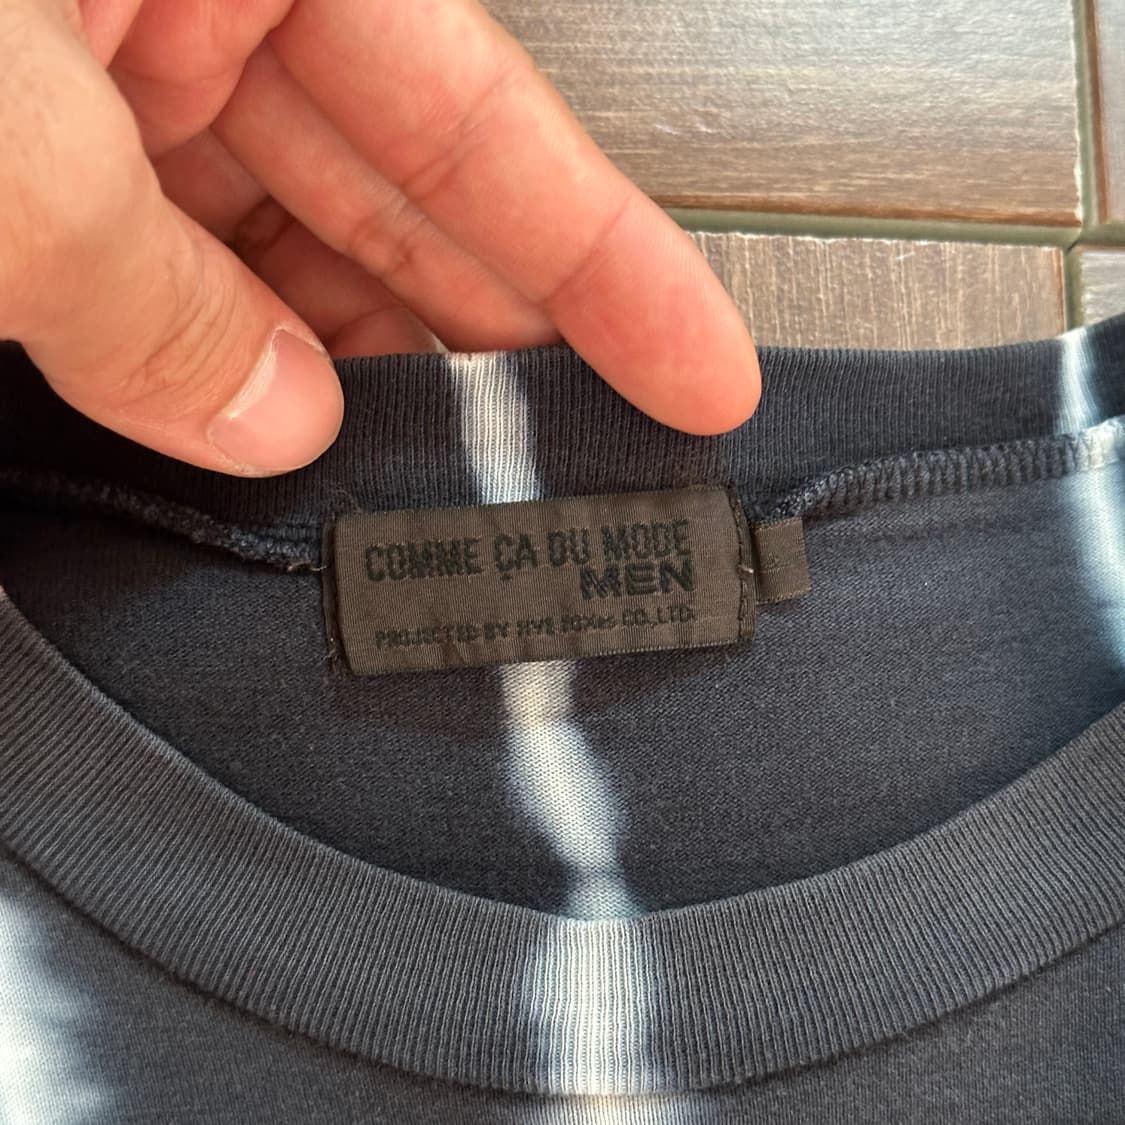 COMME ÇA DU MODE
MEN
PROJECTED BY FIVE FOXes CO.,LTD.